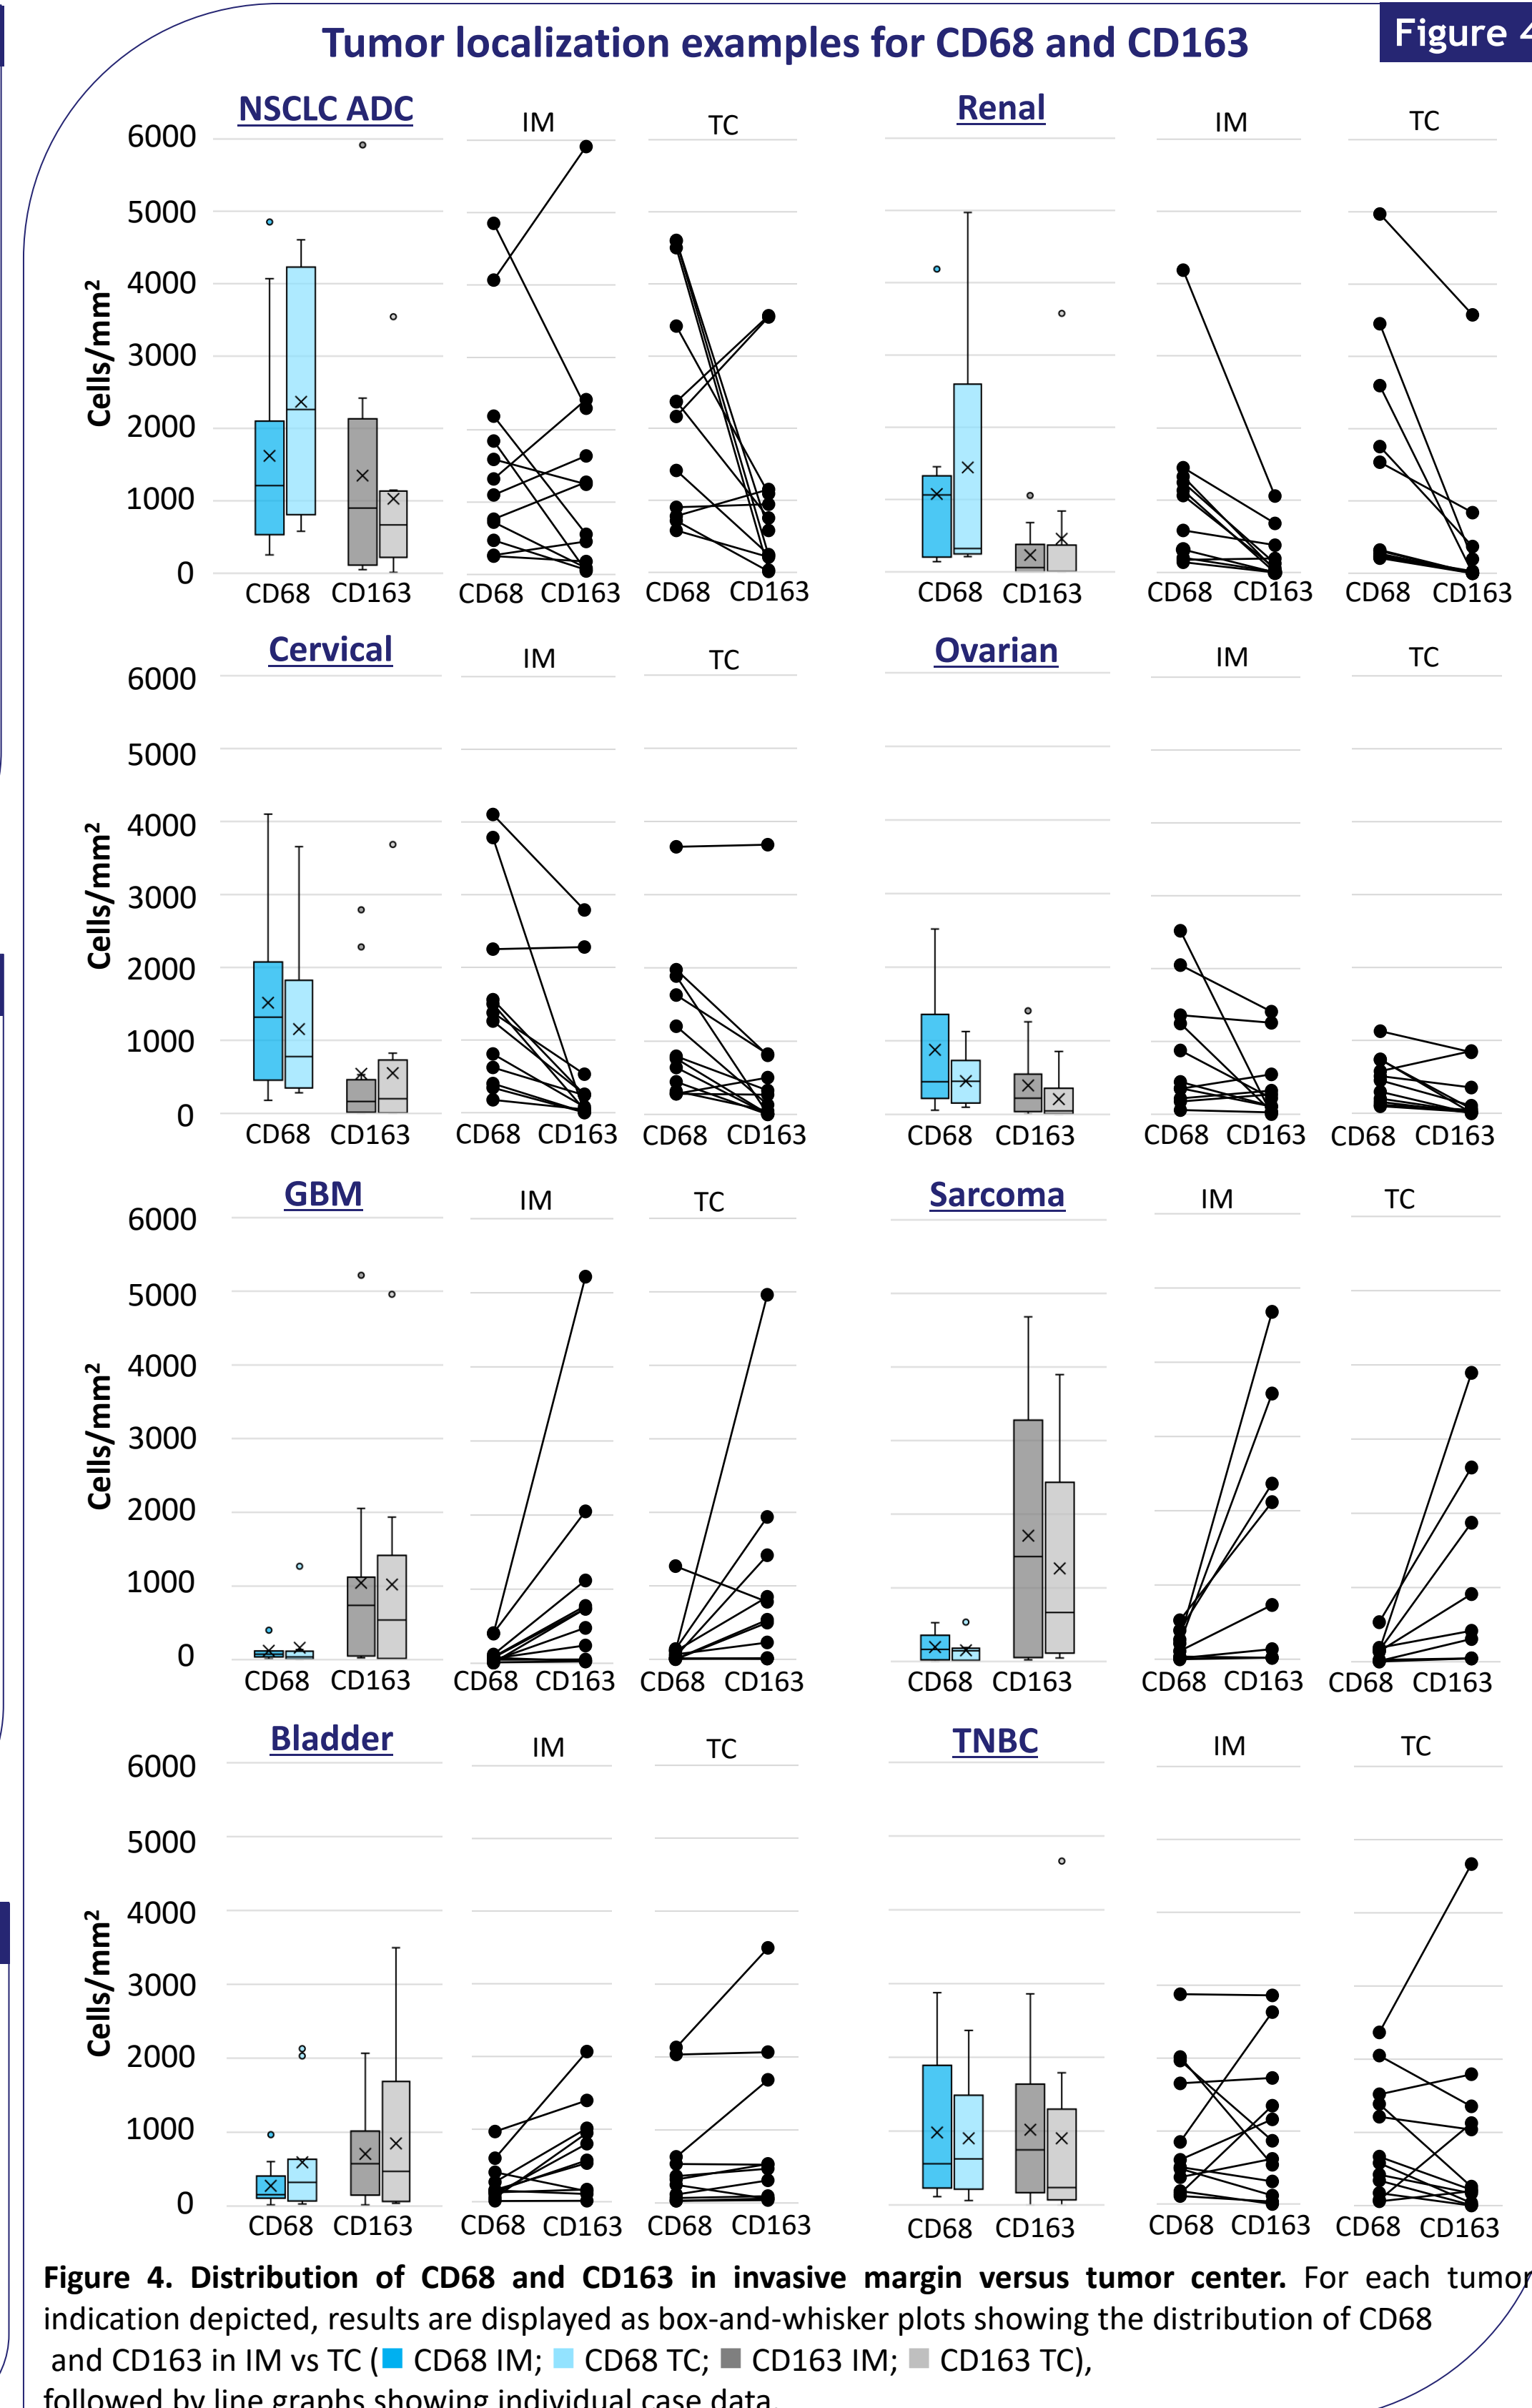 Tumor localization examples for CD68 and CD163
Figure 4
NSCLC ADC
IM
TC
Renal
IM
TC
Cells/mm²
6000
5000
4000
3000
2000
1000
0
CD68 CD163
CD68 CD163
CD68 CD163
CD68 CD163
CD68 CD163
CD68 CD163
Cervical
IM
TC
Ovarian
IM
TC
Cells/mm²
6000
5000
4000
3000
2000
1000
0
CD68 CD163
CD68 CD163
CD68 CD163
CD68 CD163
CD68 CD163
CD68 CD163
GBM
IM
TC
Sarcoma
IM
TC
Cells/mm²
6000
5000
4000
3000
2000
1000
0
CD68 CD163
CD68 CD163
CD68 CD163
CD68 CD163
CD68 CD163
CD68 CD163
Bladder
IM
TC
TNBC
IM
TC
Cells/mm²
6000
5000
4000
3000
2000
1000
0
CD68 CD163
CD68 CD163
CD68 CD163
CD68 CD163
CD68 CD163
CD68 CD163
Figure 4. Distribution of CD68 and CD163 in invasive margin versus tumor center. For each tumor
indication depicted, results are displayed as box-and-whisker plots showing the distribution of CD68
and CD163 in IM vs TC ( CD68 IM; CD68 TC; CD163 IM; CD163 TC),
followed by line graphs showing individual case data.